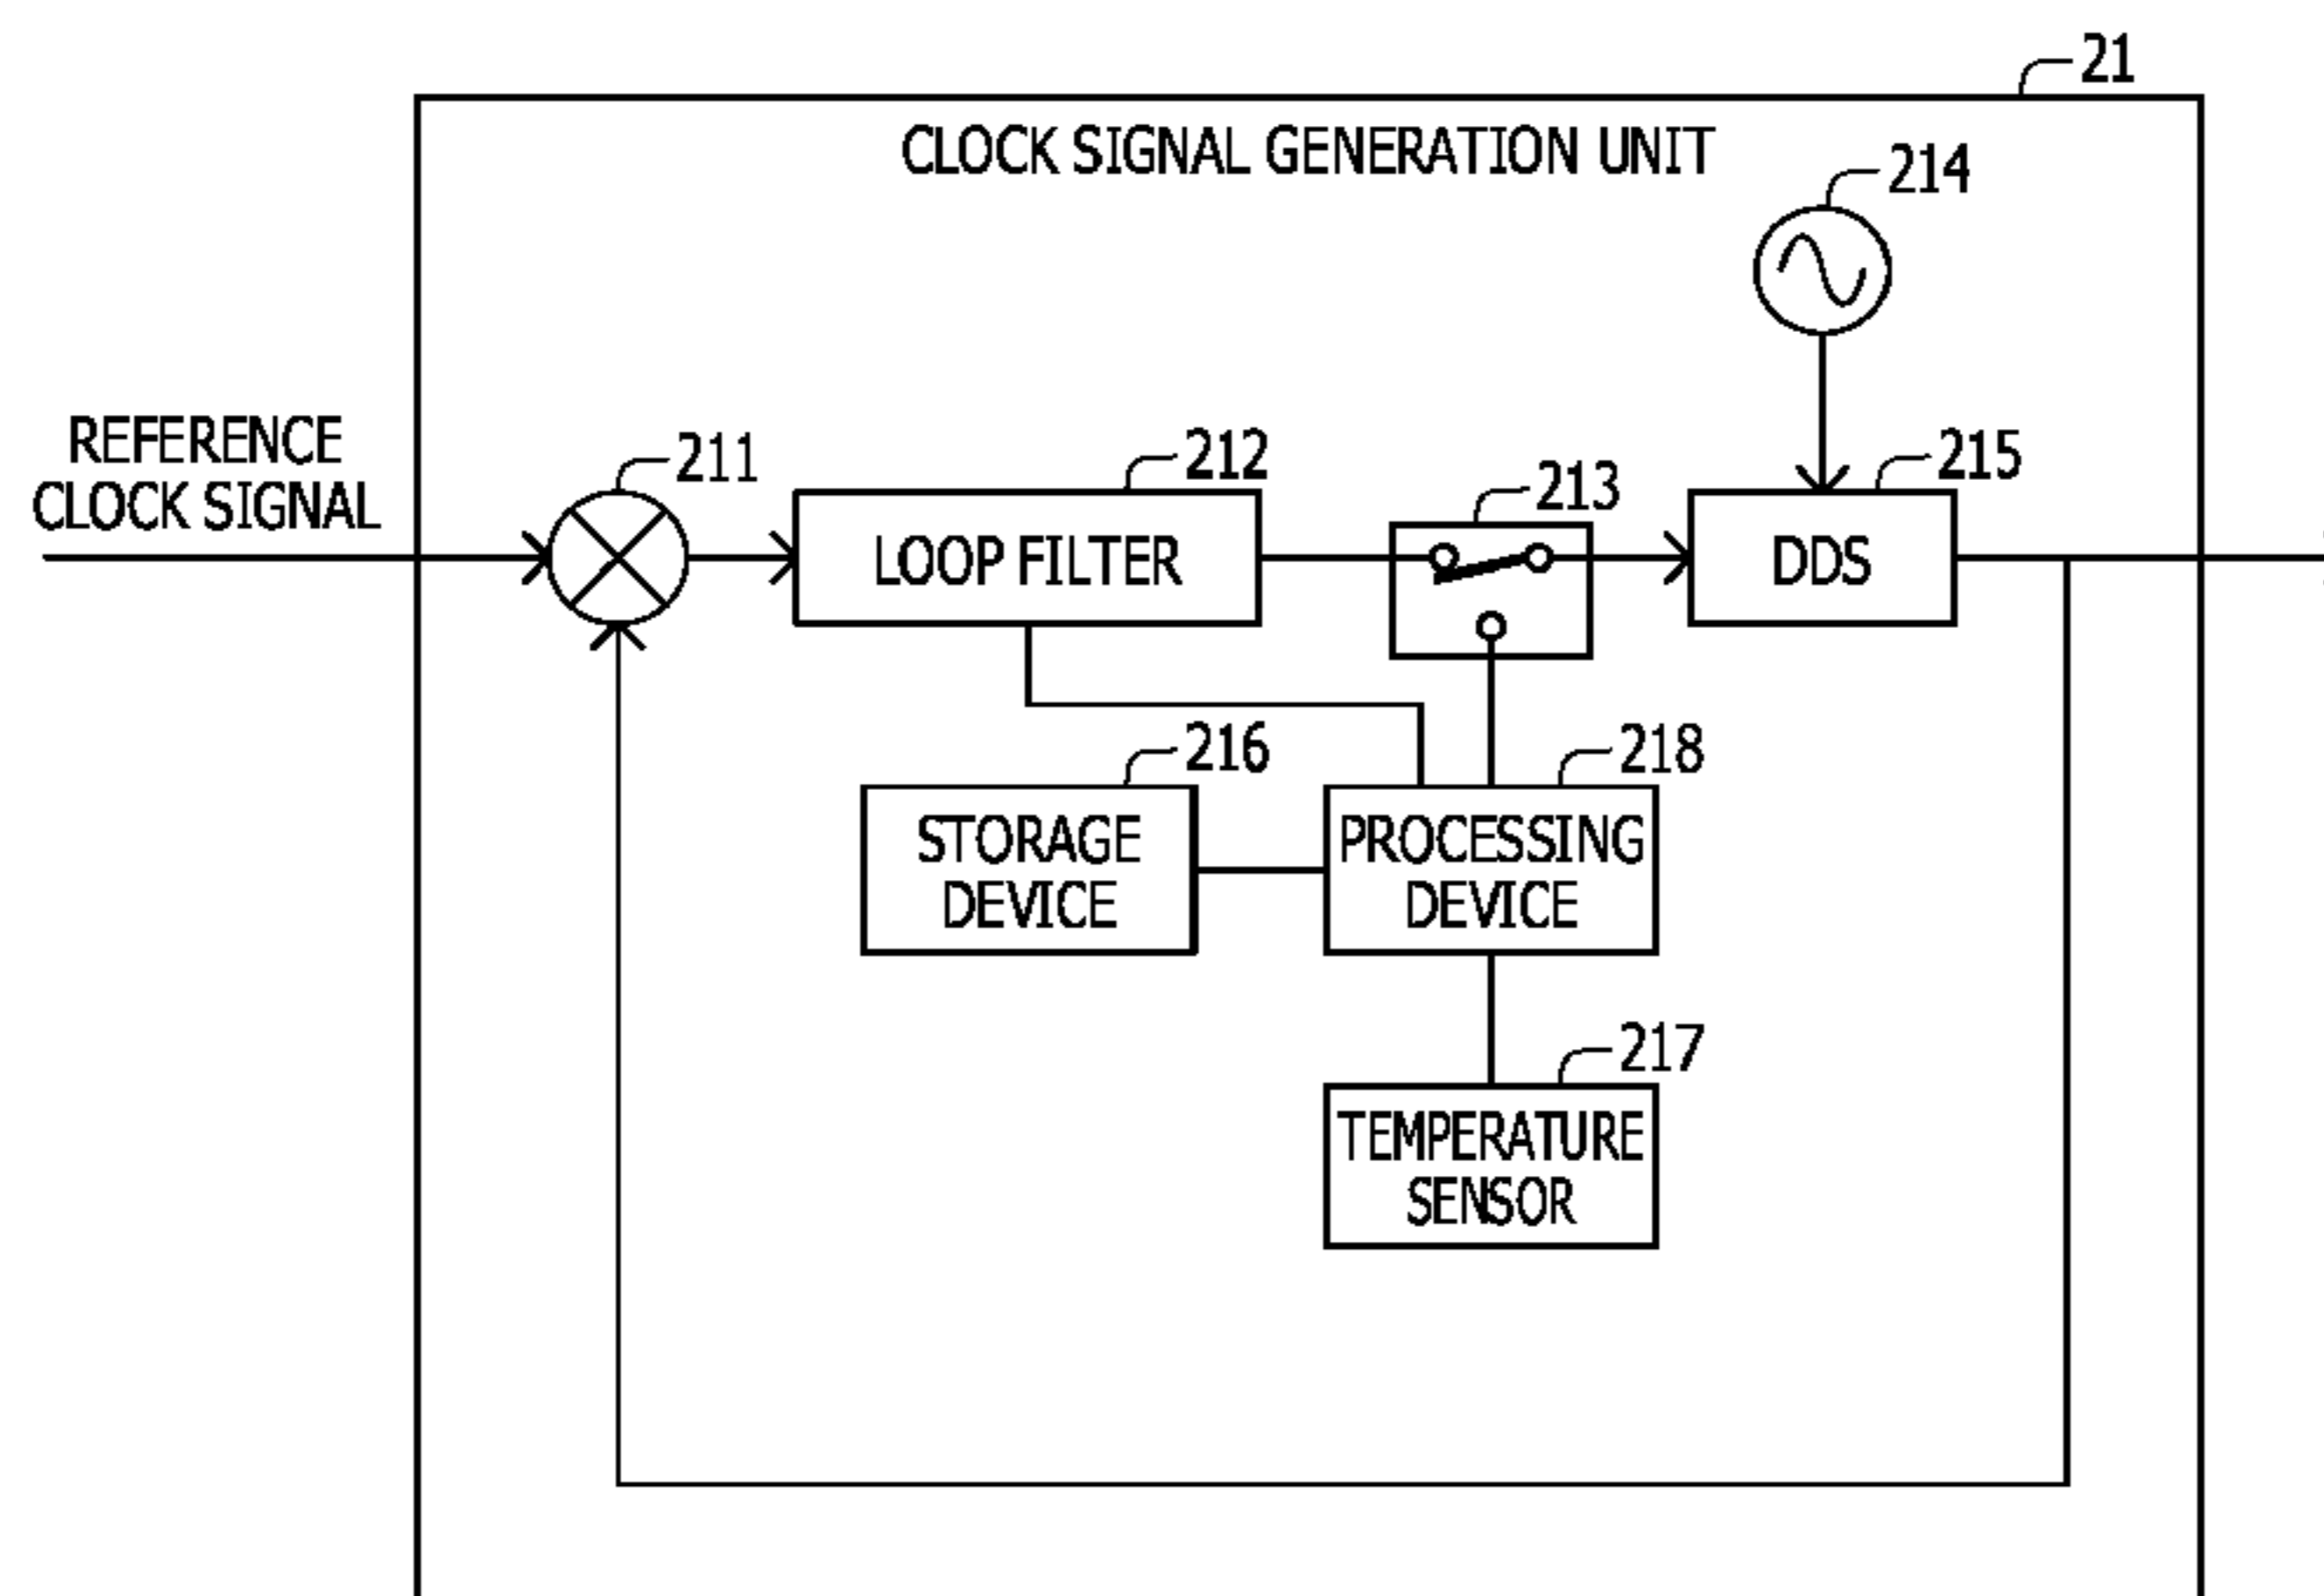 21
CLOCK SIGNAL GENERATION UNIT
214
REFERENCE
CLOCK SIGNAL
211
212
213
215
LOOP FILTER
DDS
216
218
STORAGE
DEVICE
PROCESSING
DEVICE
217
TEMPERATURE
SENSOR